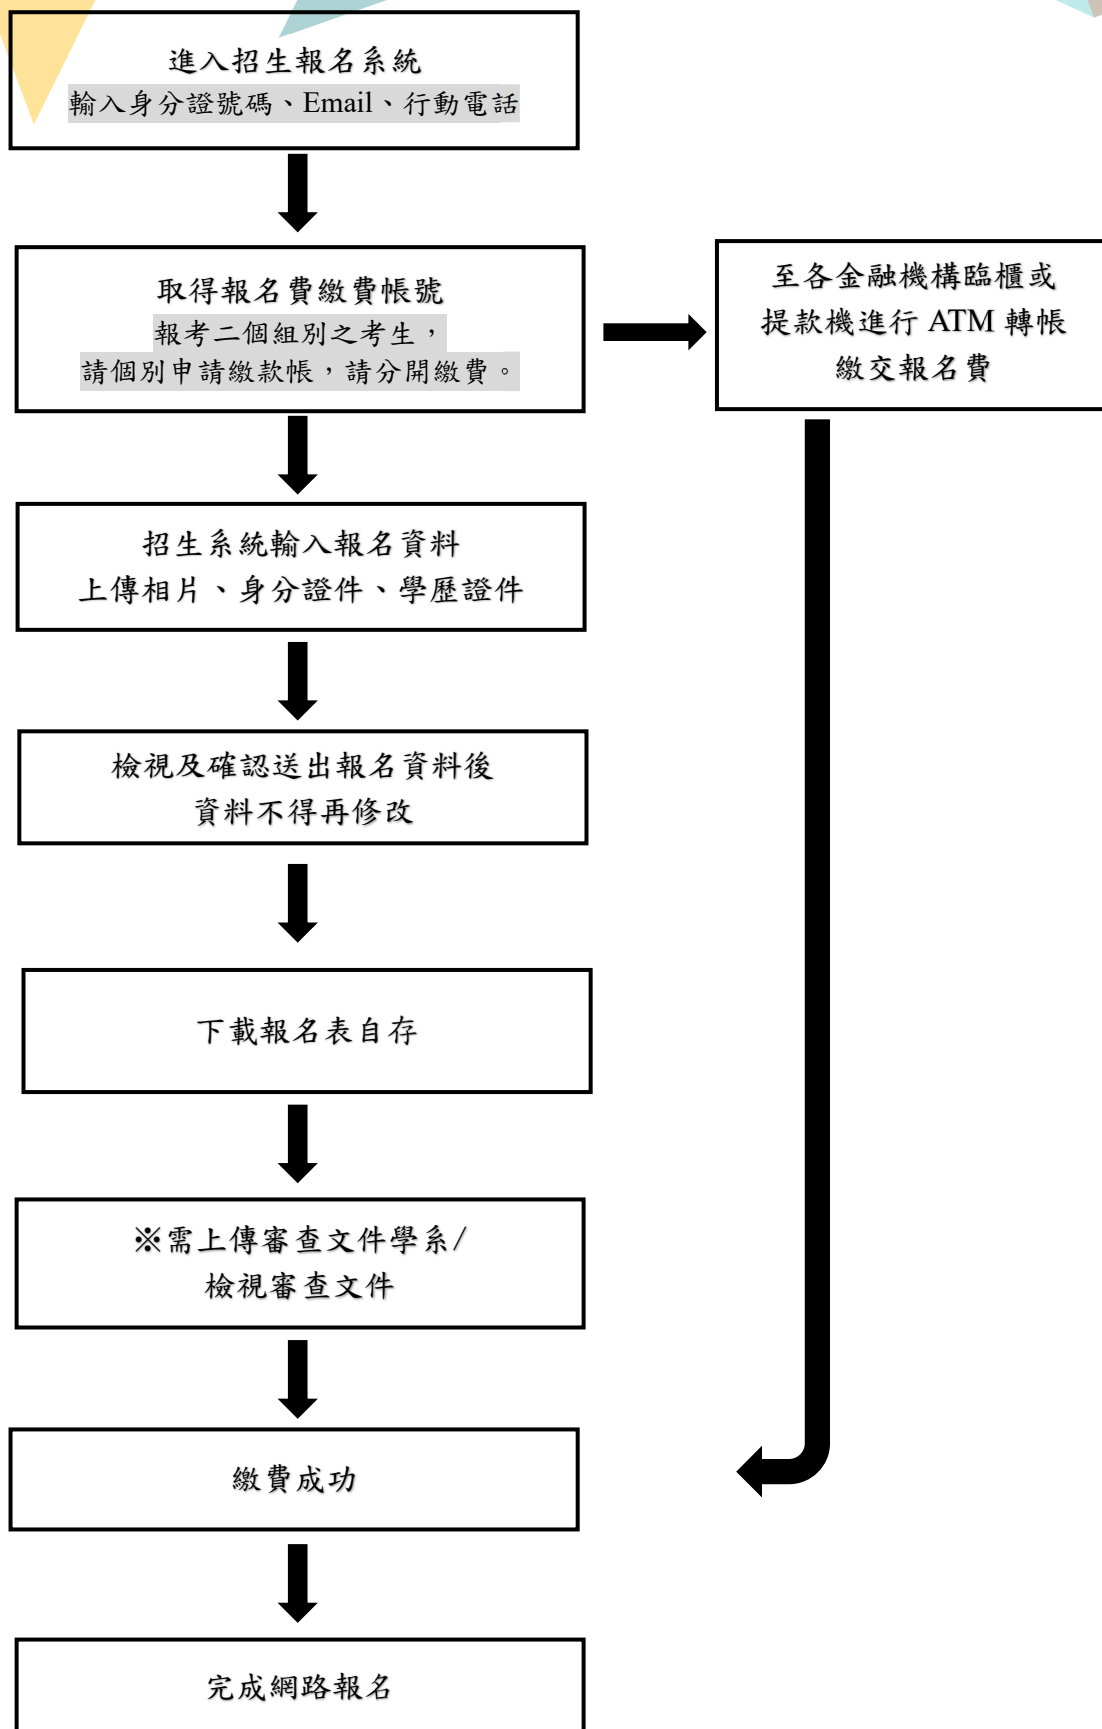 進入招生報名系統
輸入身分證號碼、Email、行動電話
取得報名費繳費帳號
報考二個組別之考生，
請個別申請繳款帳，請分開繳費。
至各金融機構臨櫃或
提款機進行 ATM 轉帳
繳交報名費
招生系統輸入報名資料
上傳相片、身分證件、學歷證件
檢視及確認送出報名資料後
資料不得再修改
下載報名表自存
※需上傳審查文件學系/
檢視審查文件
繳費成功
完成網路報名